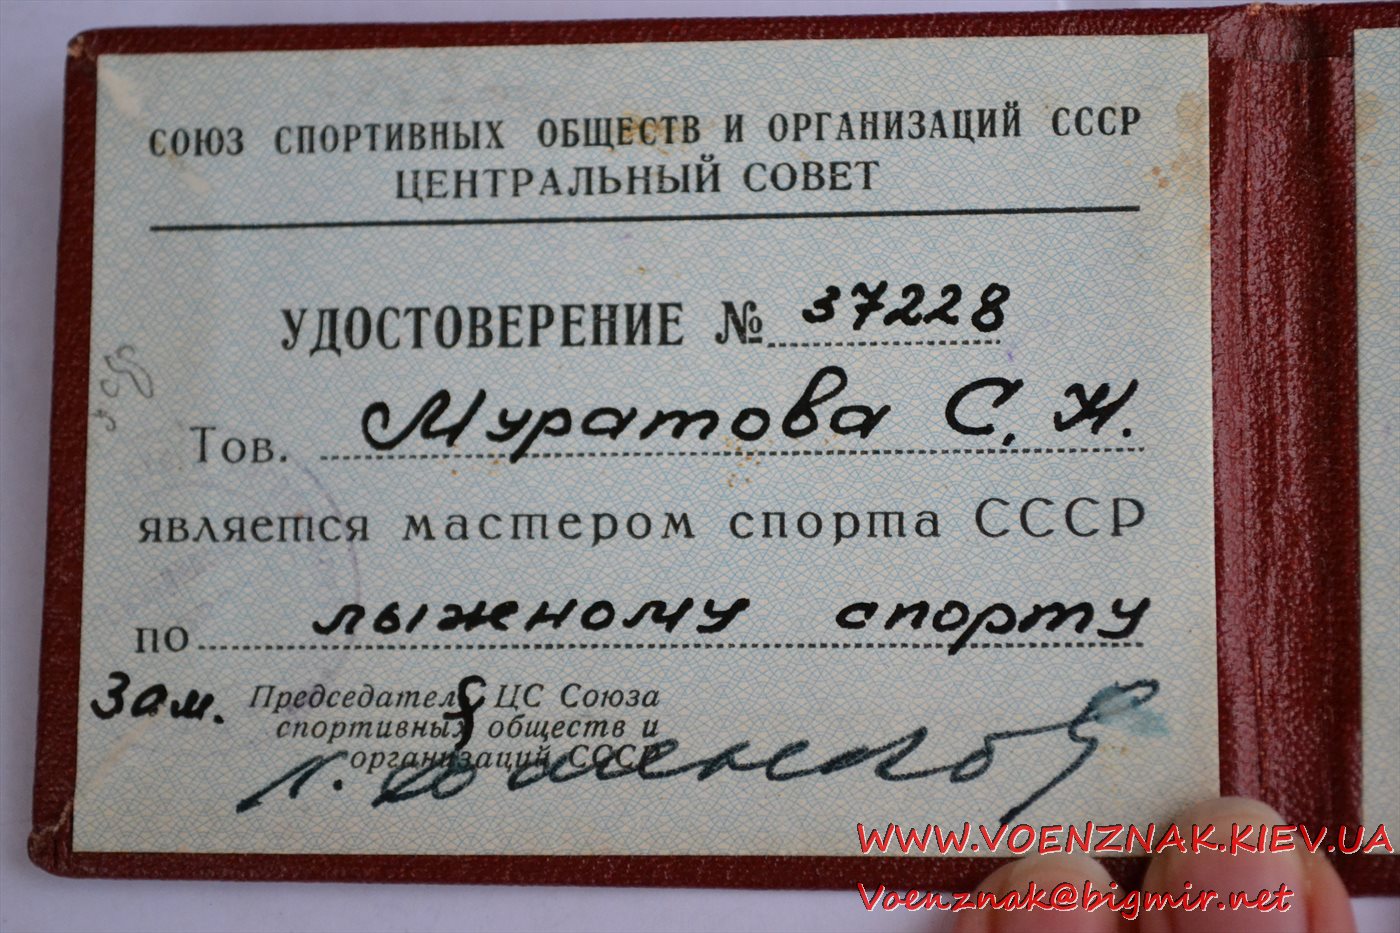 СОЮЗ СПОРТИВНЫХ ОБЩЕСТВ И ОРГАНИЗАЦИЙ СССР
ЦЕНТРАЛЬНЫЙ СОВЕТ
УДОСТОВЕРЕНИЕ № 37228
Тов. Муратова С. Н.
является мастером спорта СССР
по лыжному спорту
Зам. Председателя ЦС Союза
спортивных обществ и
организаций СССР
WWW.VOENZNAK.KIEV.UA
Voenznak@bigmir.net